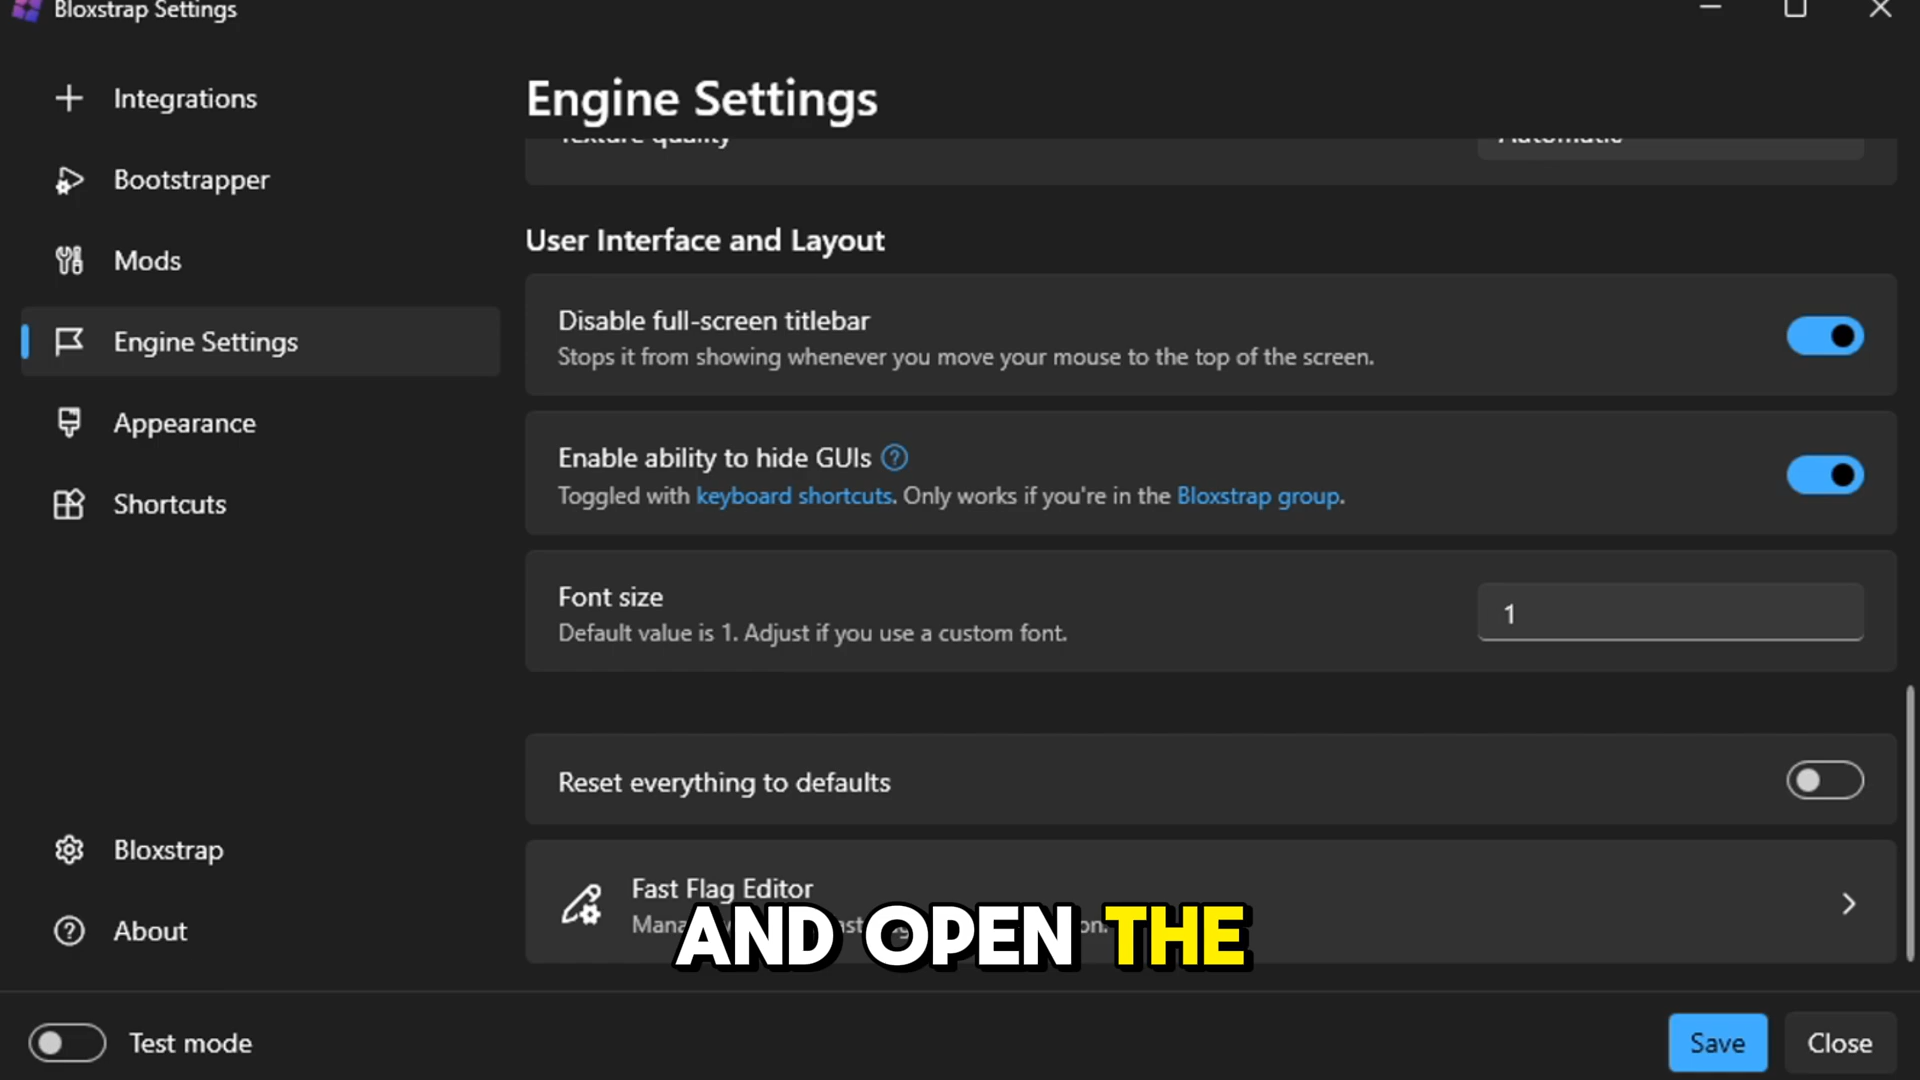 Bloxstrap Settings
Integrations
Bootstrapper
Mods
Engine Settings
Appearance
Shortcuts
Bloxstrap
About
Engine Settings
Texture quality
Automatic
User Interface and Layout
Disable full-screen titlebar
Stops it from showing whenever you move your mouse to the top of the screen.
Enable ability to hide GUIs
Toggled with keyboard shortcuts. Only works if you're in the Bloxstrap group.
Font size
Default value is 1. Adjust if you use a custom font.
1
Reset everything to defaults
Fast Flag Editor
AND OPEN THE
Test mode
Save
Close